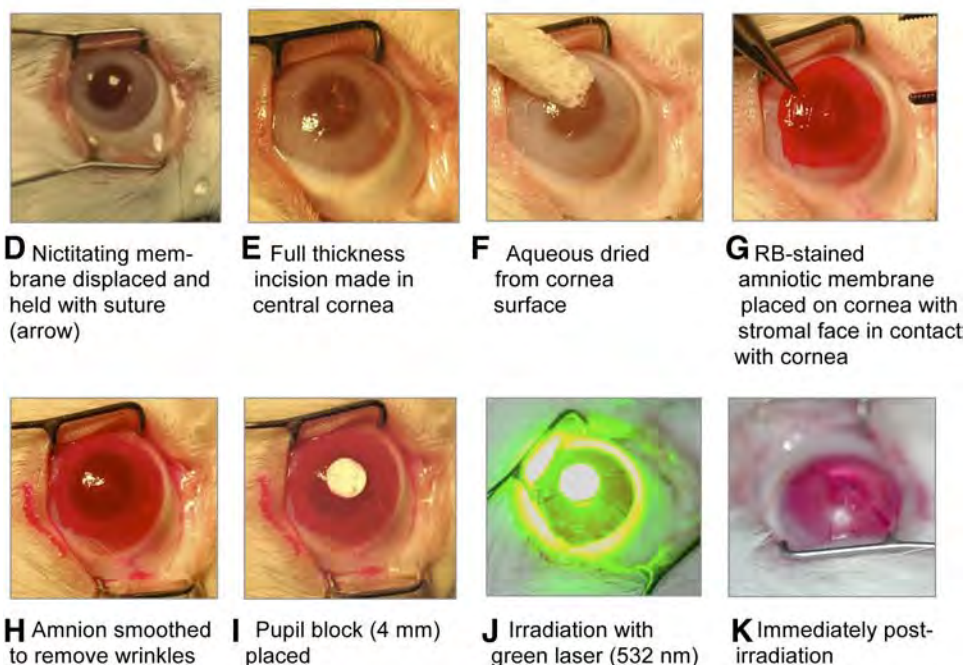 D Nictitating mem-
brane displaced and
held with suture
(arrow)
E Full thickness
incision made in
central cornea
F Aqueous dried
from cornea
surface
G RB-stained
amniotic membrane
placed on cornea with
stromal face in contact
with cornea
H Amnion smoothed
to remove wrinkles
I Pupil block (4 mm)
placed
J Irradiation with
green laser (532 nm)
K Immediately post-
irradiation